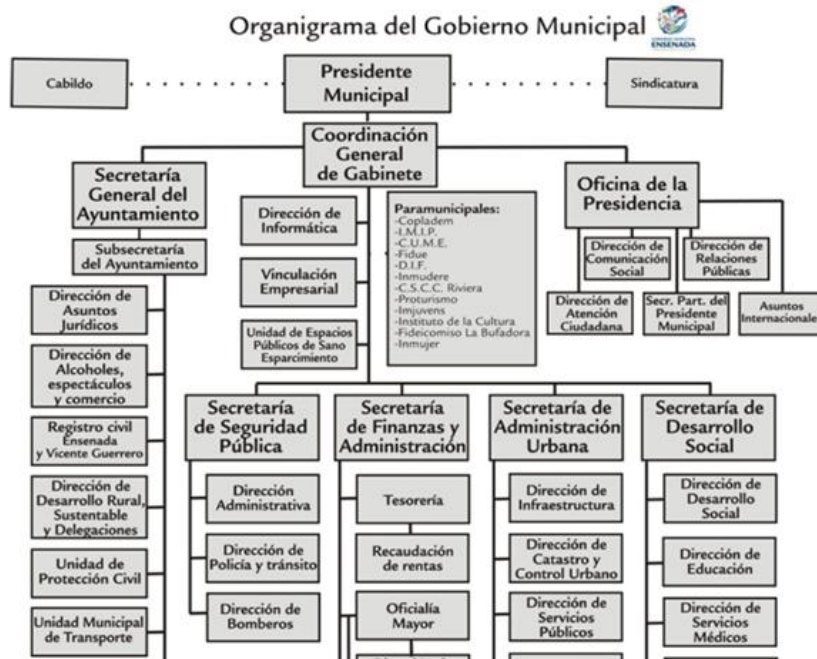 Organigrama del Gobierno Municipal
ENSENADA
Cabildo
Presidente
Municipal
Sindicatura
Coordinación
General
de Gabinete
Secretaría
General del
Ayuntamiento
Subsecretaría
del Ayuntamiento
Dirección de
Informática
Vinculación
Empresarial
Unidad de Espacios
Públicos de Sano
Esparcimiento
Paramunicipales:
-Copladem
-I.M.I.P.
-C.U.M.E.
-Fidue
-D.I.F.
-Inmudere
-C.S.C.C. Riviera
-Proturismo
-Imjuvens
-Instituto de la Cultura
-Fideicomiso La Bufadora
-Inmujer
Oficina de la
Presidencia
Dirección de
Comunicación
Social
Dirección de
Relaciones
Públicas
Dirección de
Atención
Ciudadana
Secr. Part. del
Presidente
Municipal
Asuntos
Internacionale
Dirección de
Asuntos
Jurídicos
Dirección de
Alcoholes,
espectáculos
y comercio
Registro civil
Ensenada
y Vicente Guerrero
Dirección de
Desarrollo Rural,
Sustentable
y Delegaciones
Unidad de
Protección Civil
Unidad Municipal
de Transporte
Secretaría
de Seguridad
Pública
Dirección
Administrativa
Dirección de
Policía y tránsito
Dirección de
Bomberos
Secretaría
de Finanzas y
Administración
Tesorería
Recaudación
de rentas
Oficialía
Mayor
Secretaría de
Administración
Urbana
Dirección de
Infraestructura
Dirección de
Catastro y
Control Urbano
Dirección de
Servicios
Públicos
Secretaría de
Desarrollo
Social
Dirección de
Desarrollo
Social
Dirección de
Educación
Dirección de
Servicios
Médicos